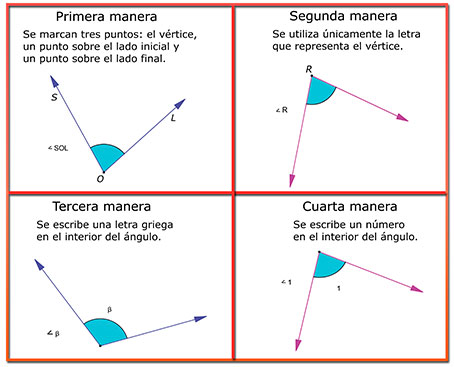 Primera manera
Se marcan tres puntos: el vértice,
un punto sobre el lado inicial y
un punto sobre el lado final.
S
L
∠ SOL
O
Segunda manera
Se utiliza únicamente la letra
que representa el vértice.
R
∠ R
Tercera manera
Se escribe una letra griega
en el interior del ángulo.
β
∠ β
Cuarta manera
Se escribe un número
en el interior del ángulo.
∠ 1
1